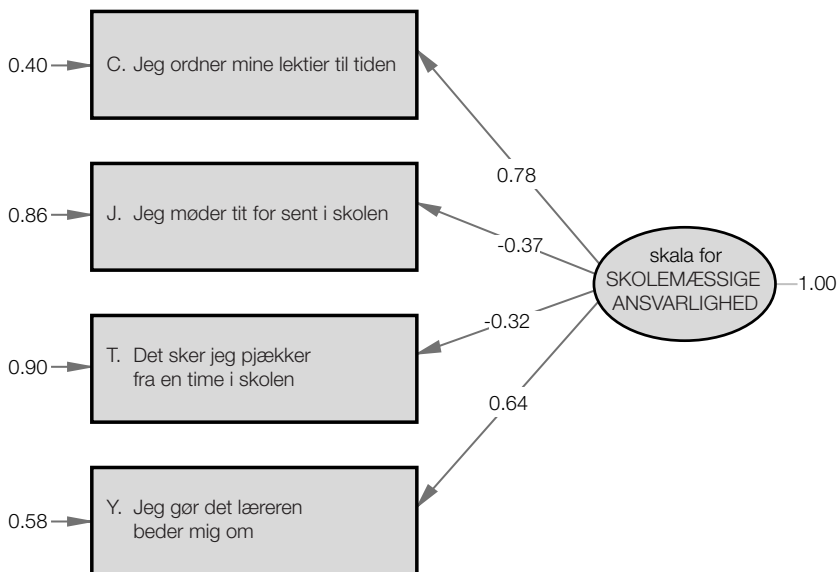 0.40
C. Jeg ordner mine lektier til tiden
0.78
0.86
J. Jeg møder tit for sent i skolen
-0.37
skala for
SKOLEMÆSSIGE
ANSVARLIGHED
1.00
0.90
T. Det sker jeg pjækker
fra en time i skolen
-0.32
0.64
0.58
Y. Jeg gør det læreren
beder mig om